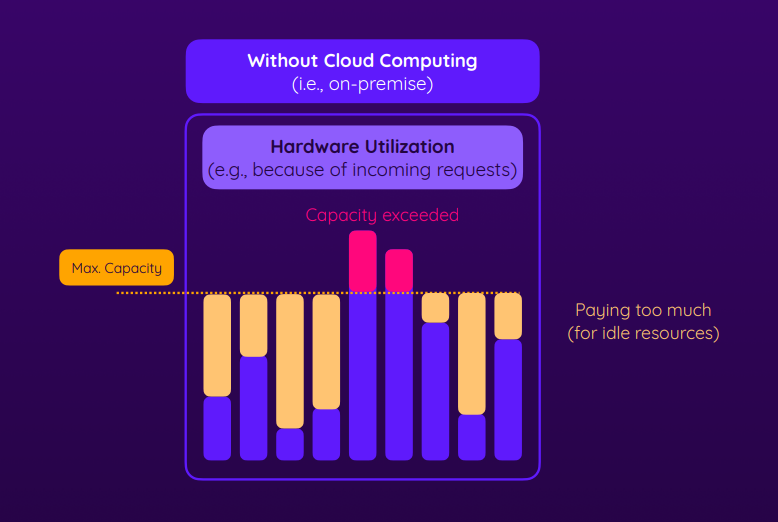 Without Cloud Computing
(i.e., on-premise)
Hardware Utilization
(e.g., because of incoming requests)
Capacity exceeded
Max. Capacity
Paying too much
(for idle resources)